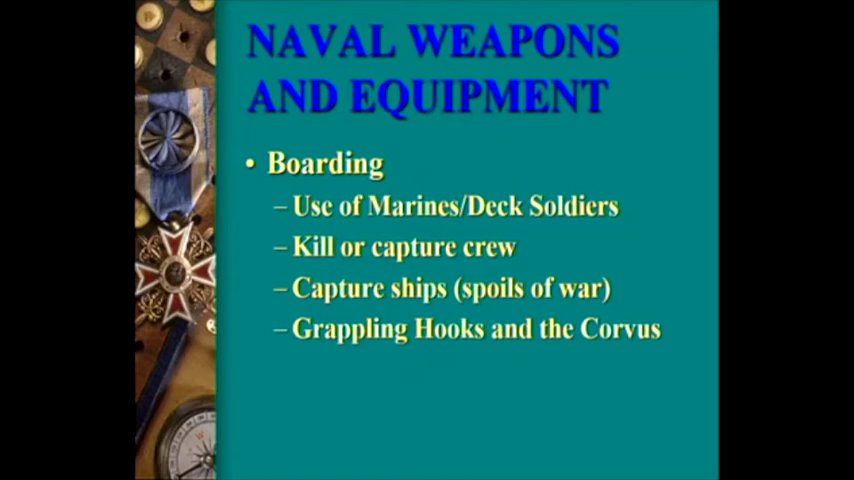 NAVAL WEAPONS
AND EQUIPMENT
• Boarding
– Use of Marines/Deck Soldiers
– Kill or capture crew
– Capture ships (spoils of war)
– Grappling Hooks and the Corvus